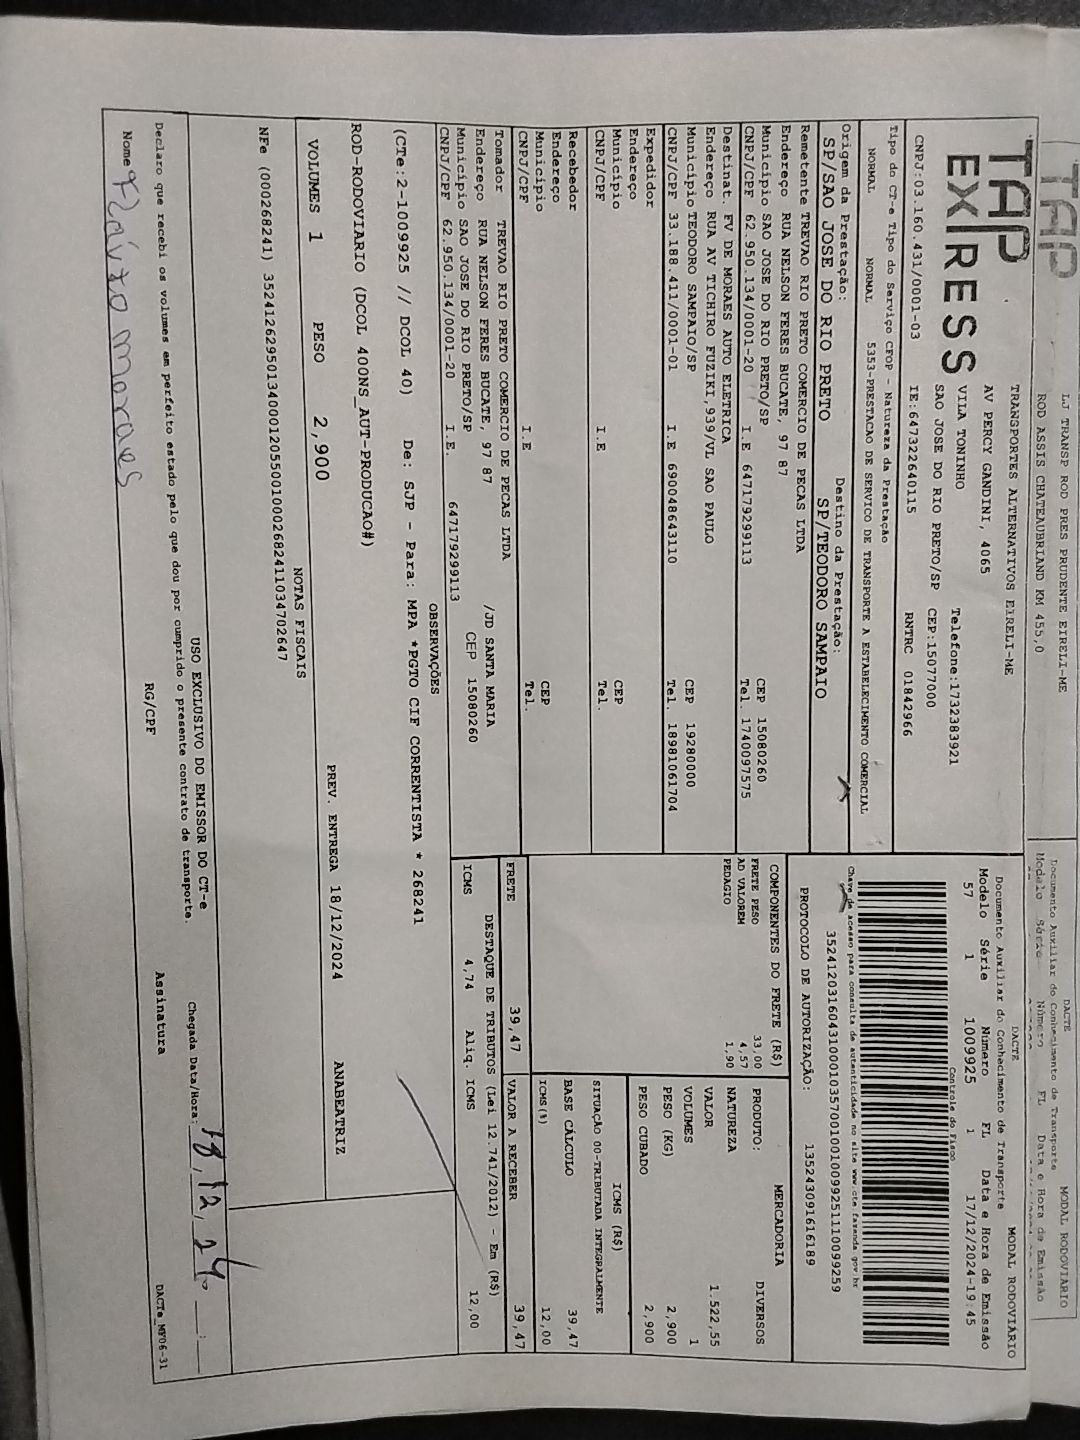 TAP
LJ TRANSP ROD PRES PRUDENTE EIRELI-ME
ROD ASSIS CHATEAUBRIAND KM 455,0
DACTE MODAL RODOVIARIO
Documento Auxiliar do Conhecimento de Transporte
Modelo Série Número FL Data e Hora de Emissão
TAP
EXPRESS
TRANSPORTES ALTERNATIVOS EIRELI-ME
AV PERCY GANDINI, 4065
VILA TONINHO Telefone:1732383921
SAO JOSE DO RIO PRETO/SP CEP:15077000
CNPJ:03.160.431/0001-03 IE:647322640115 RNTRC 01842966
Tipo do CT-e Tipo do Serviço CFOP - Natureza da Prestação
NORMAL NORMAL 5353-PRESTACAO DE SERVICO DE TRANSPORTE A ESTABELECIMENTO COMERCIAL
Origem da Prestação: Destino da Prestação:
SP/SAO JOSE DO RIO PRETO SP/TEODORO SAMPAIO
Remetente TREVAO RIO PRETO COMERCIO DE PECAS LTDA
Endereço RUA NELSON FERES BUCATE, 97 87
Município SAO JOSE DO RIO PRETO/SP CEP 15080260
CNPJ/CPF 62.950.134/0001-20 I.E 647179299113 Tel. 1740097575
Destinat. FV DE MORAES AUTO ELETRICA
Endereço RUA AV TICHIRO FUZIKI,939/VL SAO PAULO
Município TEODORO SAMPAIO/SP CEP 19280000
CNPJ/CPF 33.188.411/0001-01 I.E 690048643110 Tel. 18981061704
Expedidor
Endereço
Município CEP
CNPJ/CPF I.E Tel.
Recebedor
Endereço
Município CEP
CNPJ/CPF I.E Tel.
Tomador TREVAO RIO PRETO COMERCIO DE PECAS LTDA
Endereço RUA NELSON FERES BUCATE, 97 87 /JD SANTA MARIA
Município SAO JOSE DO RIO PRETO/SP CEP 15080260
CNPJ/CPF 62.950.134/0001-20 I.E. 647179299113
DACTE MODAL RODOVIARIO
Documento Auxiliar do Conhecimento de Transporte
Modelo Série Número FL Data e Hora de Emissão
57 1 1009925 1 17/12/2024-19:45
Controle do Fisco
Chave de acesso para consulta de autenticidade no site www.cte.fazenda.gov.br
35241203160431000103570010010099251110099259
PROTOCOLO DE AUTORIZAÇÃO: 135243091616189
COMPONENTES DO FRETE (R$)
FRETE PESO 33,00
AD VALOREM 4,57
PEDAGIO 1,90
MERCADORIA
PRODUTO: DIVERSOS
NATUREZA
VALOR 1.522,55
VOLUMES 1
PESO (KG) 2,900
PESO CUBADO 2,900
ICMS (R$)
SITUAÇÃO 00-TRIBUTADA INTEGRALMENTE
BASE CÁLCULO 39,47
ICMS(%) 12,00
FRETE 39,47 VALOR A RECEBER 39,47
DESTAQUE DE TRIBUTOS (Lei 12.741/2012) - Em (R$)
ICMS 4,74 Aliq. ICMS 12,00
OBSERVAÇÕES
(CTe:2-1009925 // DCOL 40) De: SJP - Para: MPA *PGTO CIF CORRENTISTA * 268241
ROD-RODOVIARIO (DCOL 400NS_AUT-PRODUCAO#)
VOLUMES 1 PESO 2,900 PREV. ENTREGA 18/12/2024 ANABEATRIZ
NOTAS FISCAIS
NFe (000268241) 35241262950134000120550010002682411034702647
USO EXCLUSIVO DO EMISSOR DO CT-e
Declaro que recebi os volumes em perfeito estado pelo que dou por cumprido o presente contrato de transporte.
Chegada Data/Hora: 18,12,24
Nome RG/CPF Assinatura
moraes
DACTe_MY06-31